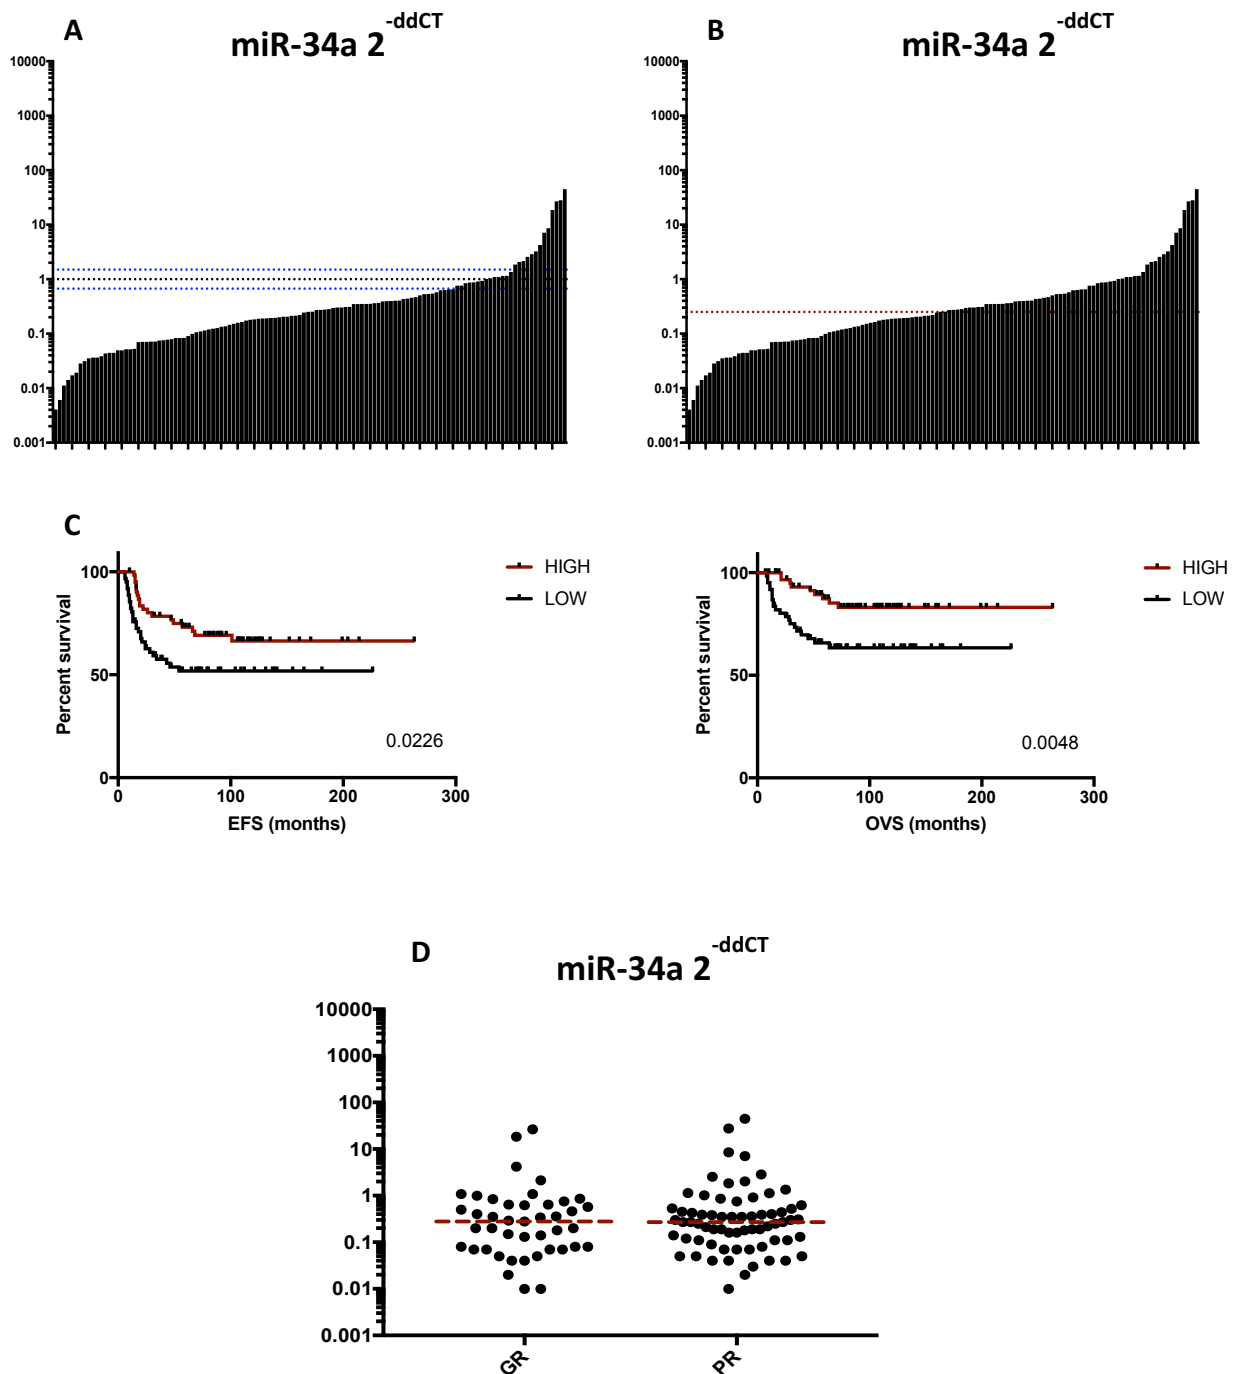 A
miR-34a 2-ddCT
10000
1000
100
10
1
0.1
0.01
0.001
B
miR-34a 2-ddCT
10000
1000
100
10
1
0.1
0.01
0.001
C
Percent survival
100
50
0
0 100 200 300
EFS (months)
HIGH
LOW
0.0226
Percent survival
100
50
0
0 100 200 300
OVS (months)
HIGH
LOW
0.0048
D
miR-34a 2-ddCT
10000
1000
100
10
1
0.1
0.01
0.001
GR PR